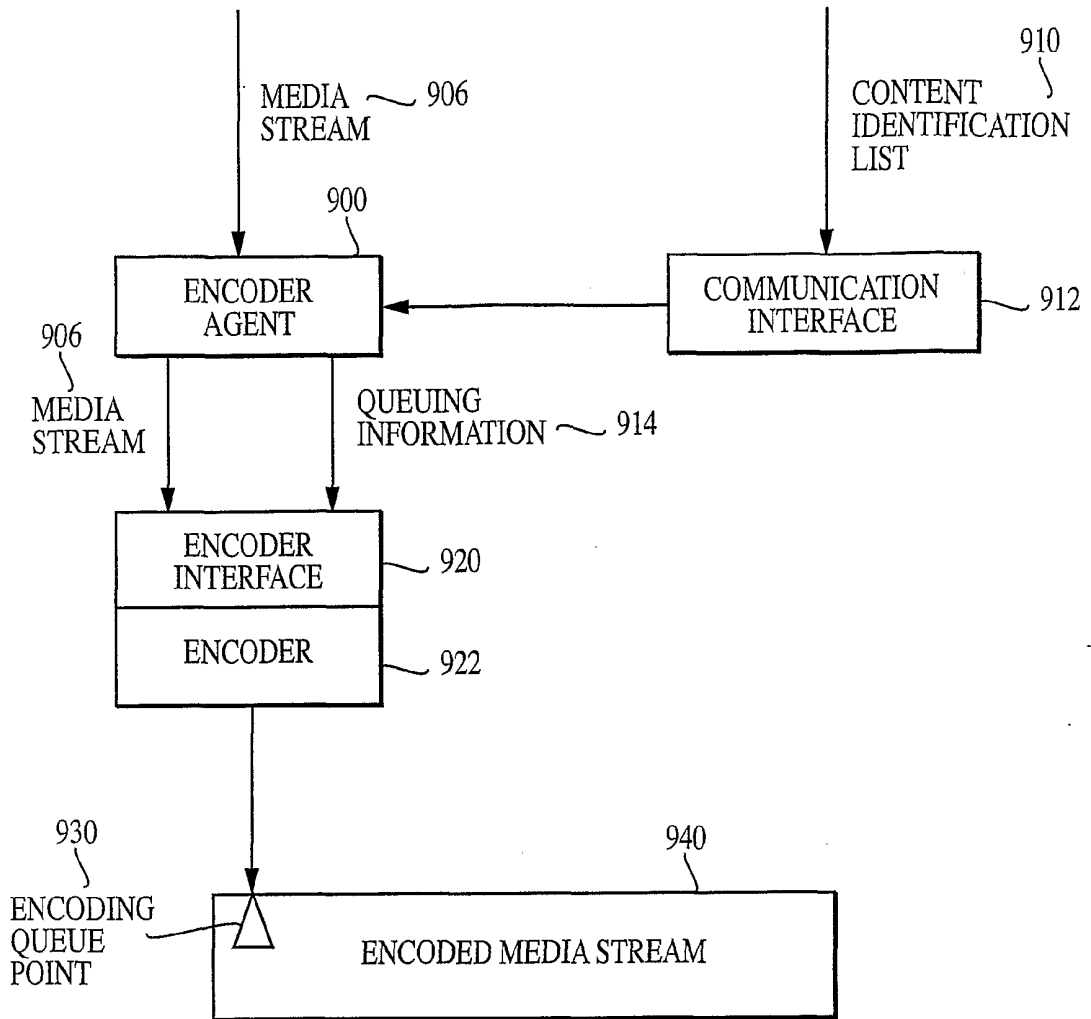 MEDIA
STREAM
906
910
CONTENT
IDENTIFICATION
LIST
900
ENCODER
AGENT
COMMUNICATION
INTERFACE
912
906
MEDIA
STREAM
QUEUING
INFORMATION
914
ENCODER
INTERFACE
920
ENCODER
922
930
ENCODING
QUEUE
POINT
940
ENCODED MEDIA STREAM